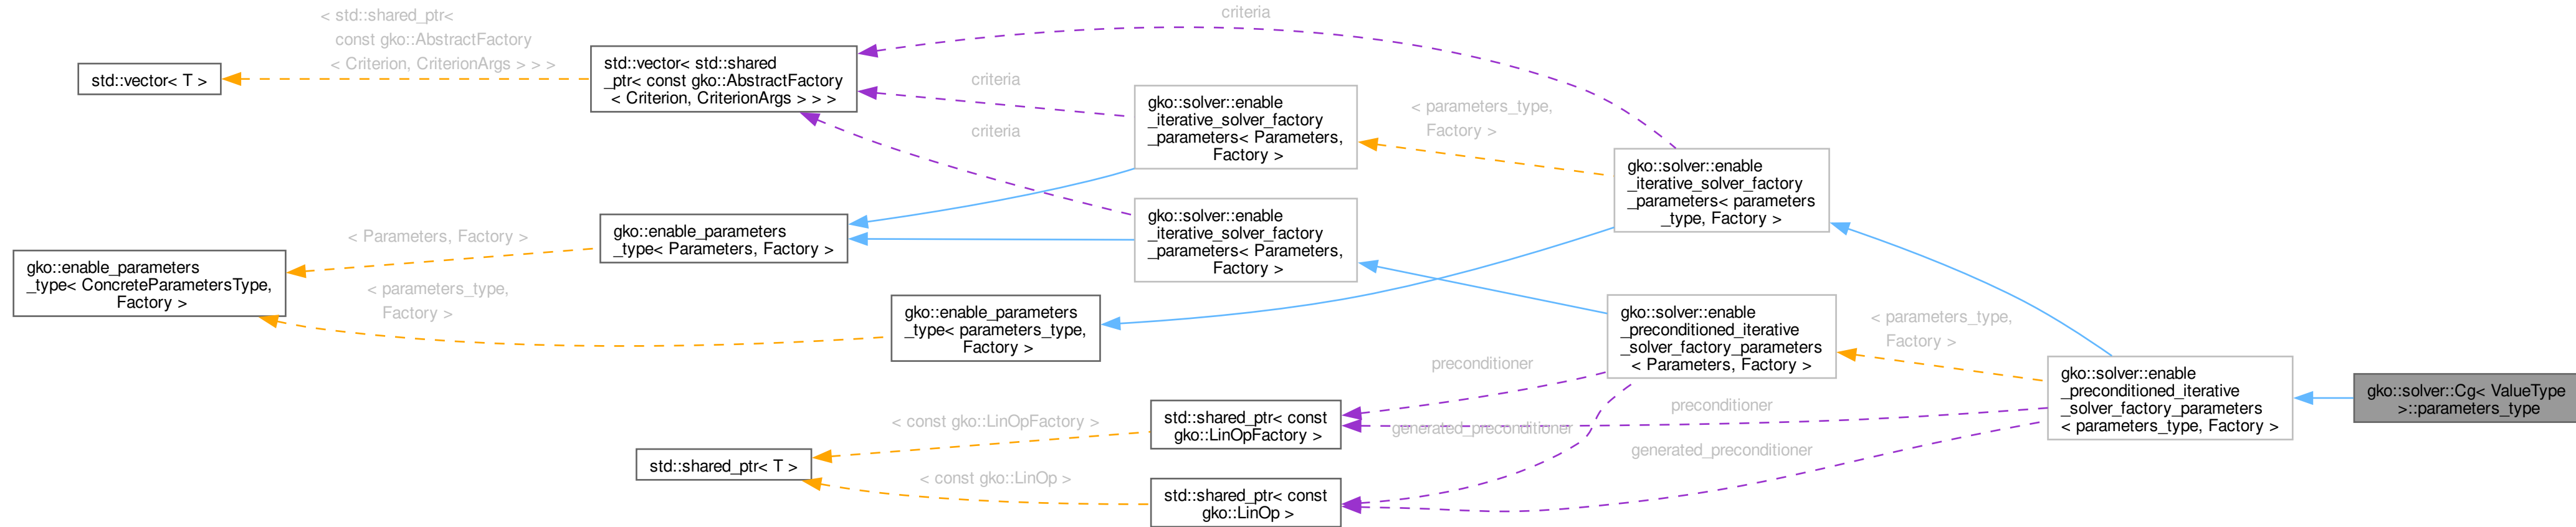 < std::shared_ptr<
const gko::AbstractFactory
< Criterion, CriterionArgs > > >
std::vector< T >
std::vector< std::shared
_ptr< const gko::AbstractFactory
< Criterion, CriterionArgs > > >
criteria
criteria
criteria
gko::solver::enable
_iterative_solver_factory
_parameters< Parameters,
Factory >
< parameters_type,
Factory >
gko::solver::enable
_iterative_solver_factory
_parameters< parameters
_type, Factory >
gko::solver::enable
_iterative_solver_factory
_parameters< Parameters,
Factory >
gko::enable_parameters
_type< Parameters, Factory >
< Parameters, Factory >
gko::enable_parameters
_type< ConcreteParametersType,
Factory >
< parameters_type,
Factory >
gko::enable_parameters
_type< parameters_type,
Factory >
gko::solver::enable
_preconditioned_iterative
_solver_factory_parameters
< Parameters, Factory >
< parameters_type,
Factory >
gko::solver::enable
_preconditioned_iterative
_solver_factory_parameters
< parameters_type, Factory >
gko::solver::Cg< ValueType
>::parameters_type
preconditioner
preconditioner
generated_preconditioner
generated_preconditioner
< const gko::LinOpFactory >
std::shared_ptr< const
gko::LinOpFactory >
std::shared_ptr< T >
< const gko::LinOp >
std::shared_ptr< const
gko::LinOp >